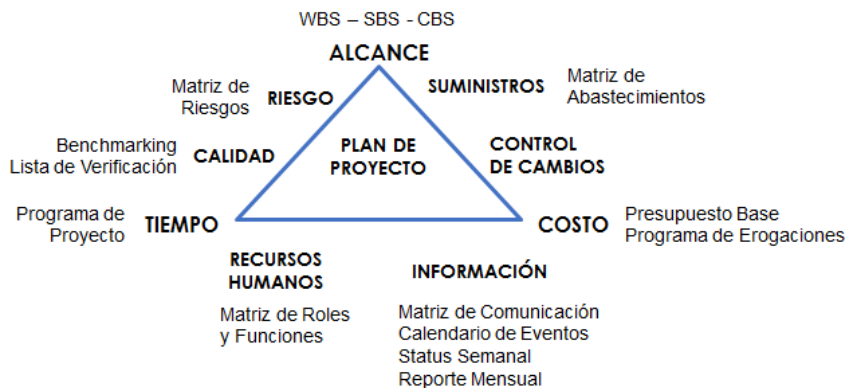 WBS – SBS - CBS
ALCANCE
Matriz de
Riesgos
RIESGO
SUMINISTROS
Matriz de
Abastecimientos
Benchmarking
Lista de Verificación
CALIDAD
PLAN DE
PROYECTO
CONTROL
DE CAMBIOS
Programa de
Proyecto
TIEMPO
COSTO
Presupuesto Base
Programa de Erogaciones
RECURSOS
HUMANOS
Matriz de Roles
y Funciones
INFORMACIÓN
Matriz de Comunicación
Calendario de Eventos
Status Semanal
Reporte Mensual